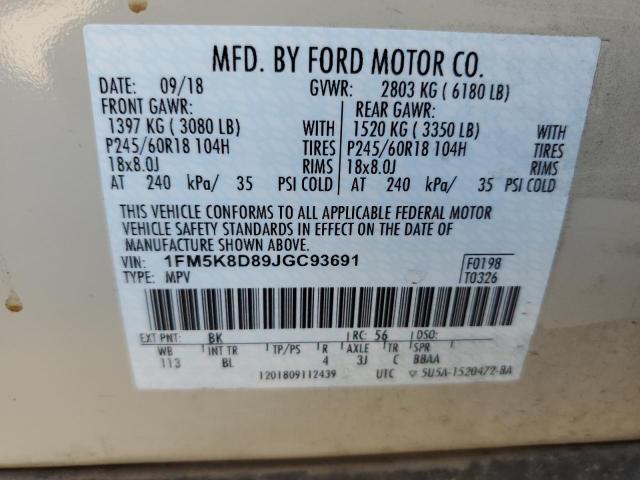 MFD. BY FORD MOTOR CO.
DATE: 09/18 GVWR: 2803 KG ( 6180 LB)
FRONT GAWR: REAR GAWR:
1397 KG ( 3080 LB) WITH 1520 KG ( 3350 LB) WITH
P245/60R18 104H TIRES P245/60R18 104H TIRES
18x8.0J RIMS 18x8.0J RIMS
AT 240 kPa/ 35 PSI COLD AT 240 kPa/ 35 PSI COLD
THIS VEHICLE CONFORMS TO ALL APPLICABLE FEDERAL MOTOR
VEHICLE SAFETY STANDARDS IN EFFECT ON THE DATE OF
MANUFACTURE SHOWN ABOVE.
VIN: 1FM5K8D89JGC93691 F0198
TYPE: MPV T0326
EXT PNT: BK RC: 56 DSO:
WB INT TR TP/PS R AXLE TR SPR
113 BL 4 3J C BBAA
1201809112439 UTC ▽ 5U5A-1520472-BA